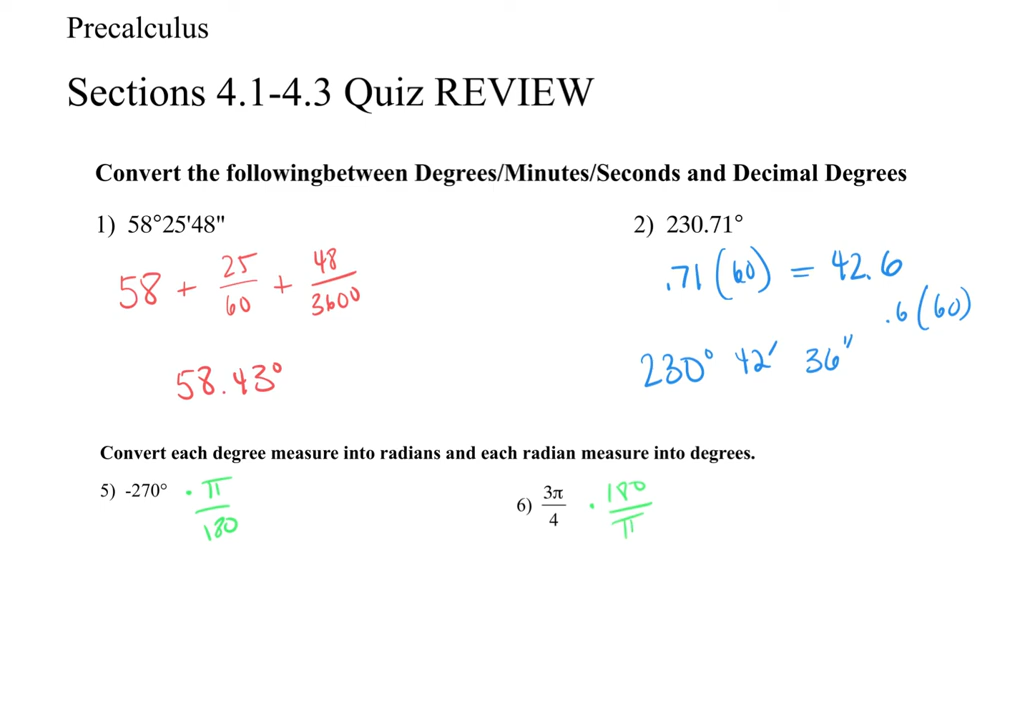 Precalculus
Sections 4.1-4.3 Quiz REVIEW
Convert the followingbetween Degrees/Minutes/Seconds and Decimal Degrees
1) 58°25'48"
58 + 25/60 + 48/3600
58.43°
2) 230.71°
.71(60) = 42.6
.6(60)
230° 42' 36"
Convert each degree measure into radians and each radian measure into degrees.
5) -270° · π/180
6) 3π/4 · 180/π